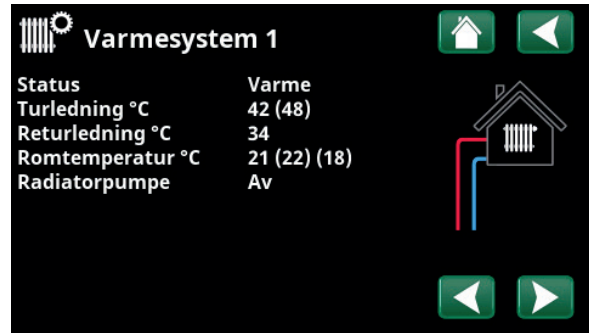 Varmesystem 1
Status Varme
Turledning °C 42 (48)
Returledning °C 34
Romtemperatur °C 21 (22) (18)
Radiatorpumpe Av